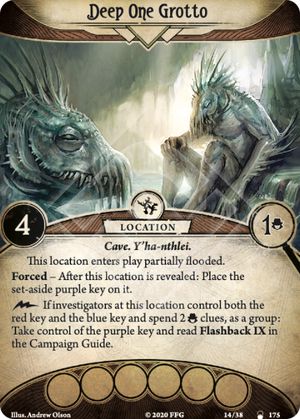 Deep One Grotto
4
1
LOCATION
Cave. Y'ha-nthlei.
This location enters play partially flooded.
Forced – After this location is revealed: Place the
set-aside purple key on it.
If investigators at this location control both the
red key and the blue key and spend 2 clues, as a group:
Take control of the purple key and read Flashback IX in
the Campaign Guide.
Illus. Andrew Olson
© 2020 FFG
14/38
175